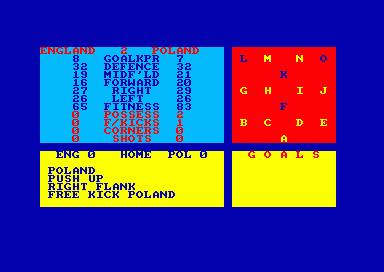 ENGLAND 2 POLAND
8 GOALKPR 7
32 DEFENCE 32
19 MIDF'LD 21
16 FORWARD 20
27 RIGHT 29
26 LEFT 26
65 FITNESS 83
0 POSSESS 2
0 F/KICKS 1
0 CORNERS 0
0 SHOTS 0
L M N O
K
G H I J
F
B C D E
A
ENG 0 HOME POL 0
POLAND
PUSH UP
RIGHT FLANK
FREE KICK POLAND
G O A L S